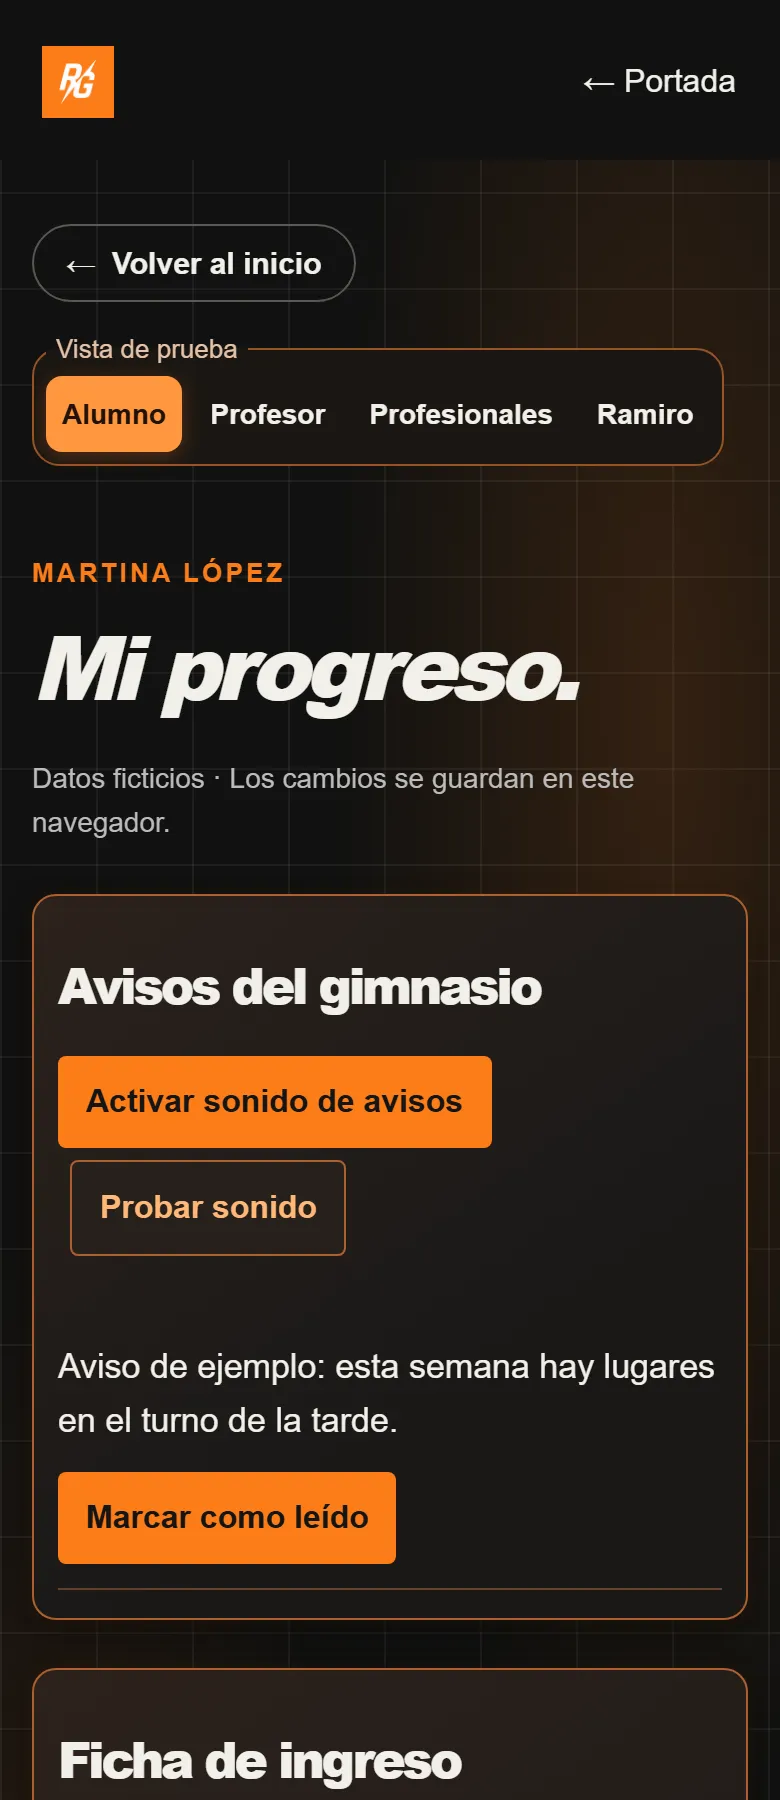 RG
← Portada
← Volver al inicio
Vista de prueba
Alumno Profesor Profesionales Ramiro
MARTINA LÓPEZ
Mi progreso.
Datos ficticios · Los cambios se guardan en este
navegador.
Avisos del gimnasio
Activar sonido de avisos
Probar sonido
Aviso de ejemplo: esta semana hay lugares
en el turno de la tarde.
Marcar como leído
Ficha de ingreso